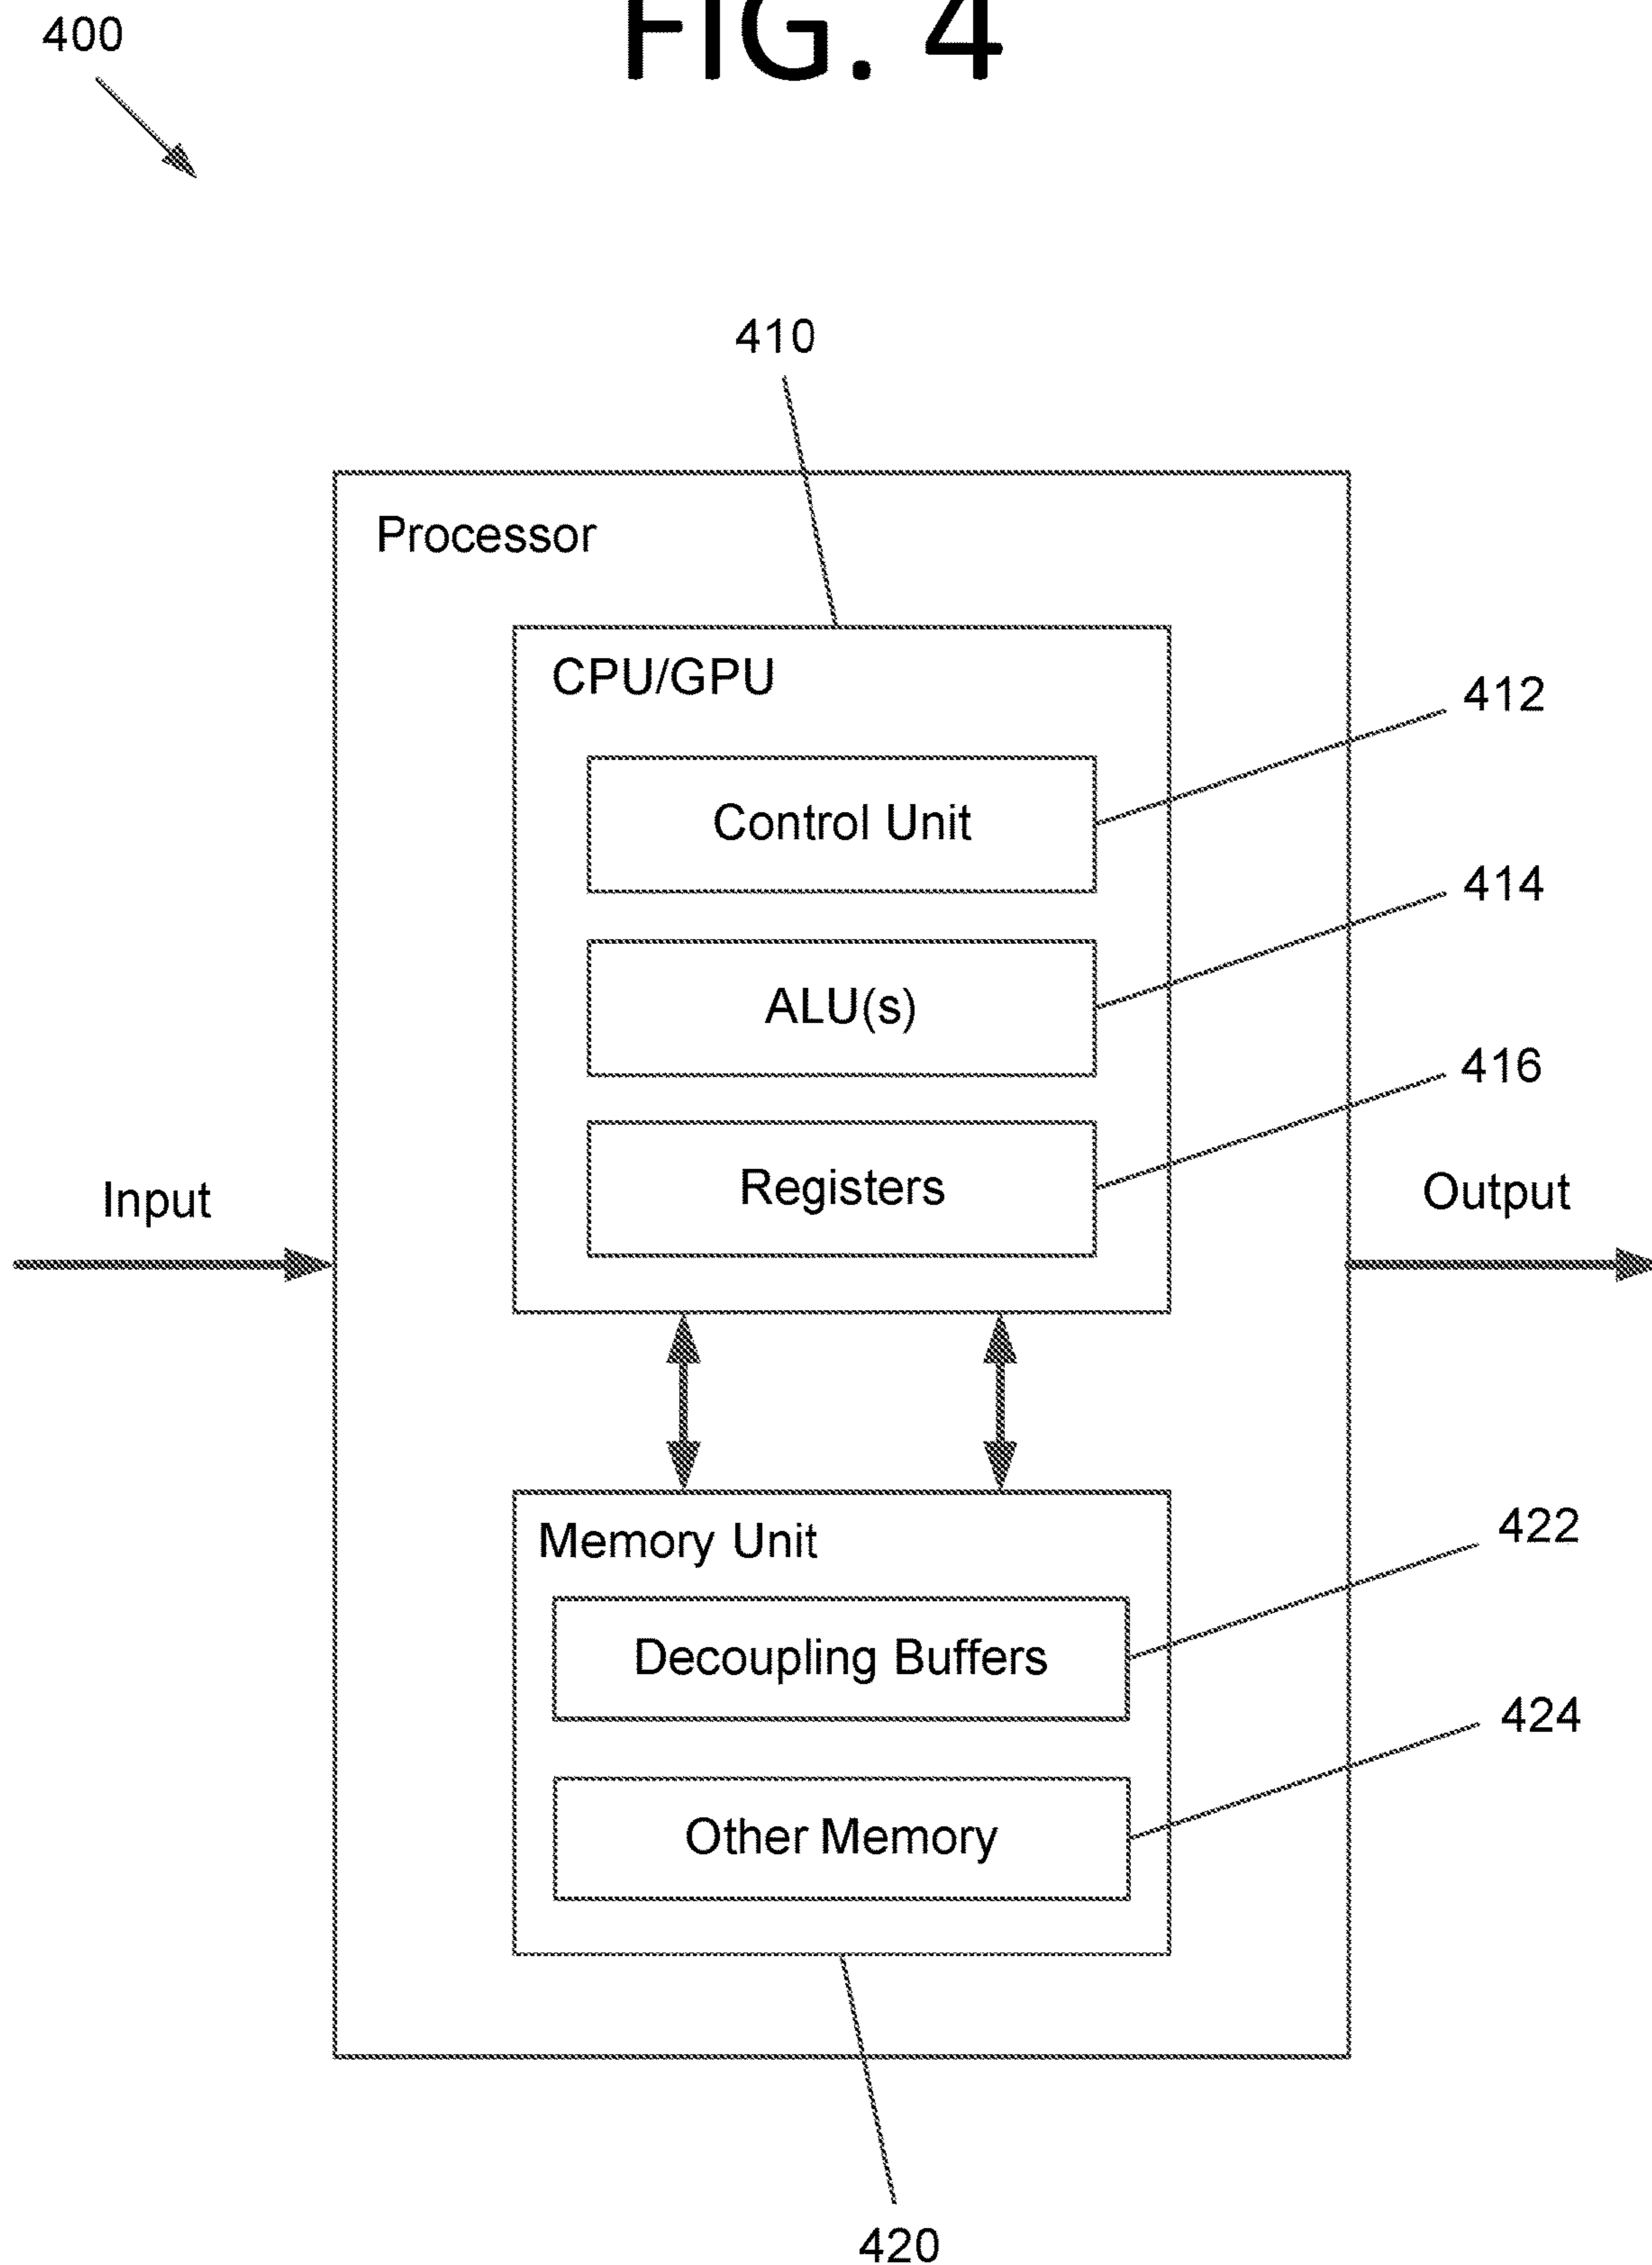 400
FIG. 4
410
Processor
CPU/GPU
412
Control Unit
414
ALU(s)
416
Registers
Input
Output
Memory Unit
422
Decoupling Buffers
424
Other Memory
420